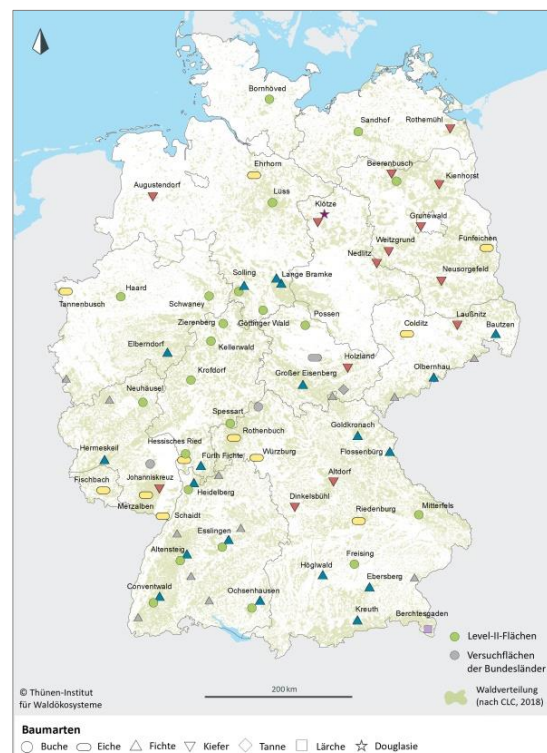 Bornhöved
Sandhof
Rothemühl
Ehrhorn
Beerenbusch
Augustendorf
Lüss
Klötze
Kienhorst
Grunewald
Weitzgrund
Fünfeichen
Solling
Lange Bramke
Nedlitz
Haard
Schwaney
Neusorgefeld
Tannenbusch
Zierenberg
Göttinger Wald
Possen
Colditz
Laußnitz
Bautzen
Elberndorf
Kellerwald
Holzland
Krofdorf
Großer Eisenberg
Olbernhau
Neuhäusel
Spessart
Goldkronach
Hessisches Ried
Rothenbuch
Hermeskeil
Fürth Fichte
Würzburg
Flossenbürg
Fischbach
Johanniskreuz
Altdorf
Merzalben
Heidelberg
Dinkelsbühl
Mitterfels
Schaidt
Riedenburg
Esslingen
Altensteig
Freising
Höglwald
Ebersberg
Conventwald
Ochsenhausen
Kreuth
Berchtesgaden
Level-II-Flächen
Versuchflächen
der Bundesländer
Waldverteilung
(nach CLC, 2018)
© Thünen-Institut
für Waldökosysteme
200 km
Baumarten
Buche Eiche Fichte Kiefer Tanne Lärche Douglasie